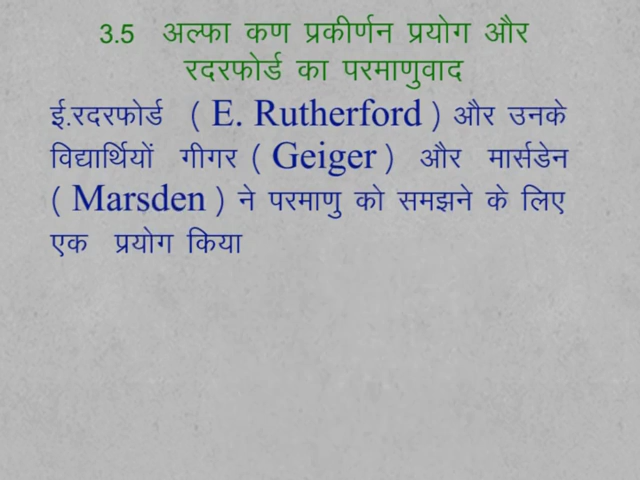 3.5 अल्फा कण प्रकीर्णन प्रयोग और
रदरफोर्ड का परमाणुवाद
ई.रदरफोर्ड ( E. Rutherford ) और उनके
विद्यार्थियों गीगर ( Geiger ) और मार्सडेन
( Marsden ) ने परमाणु को समझने के लिए
एक प्रयोग किया